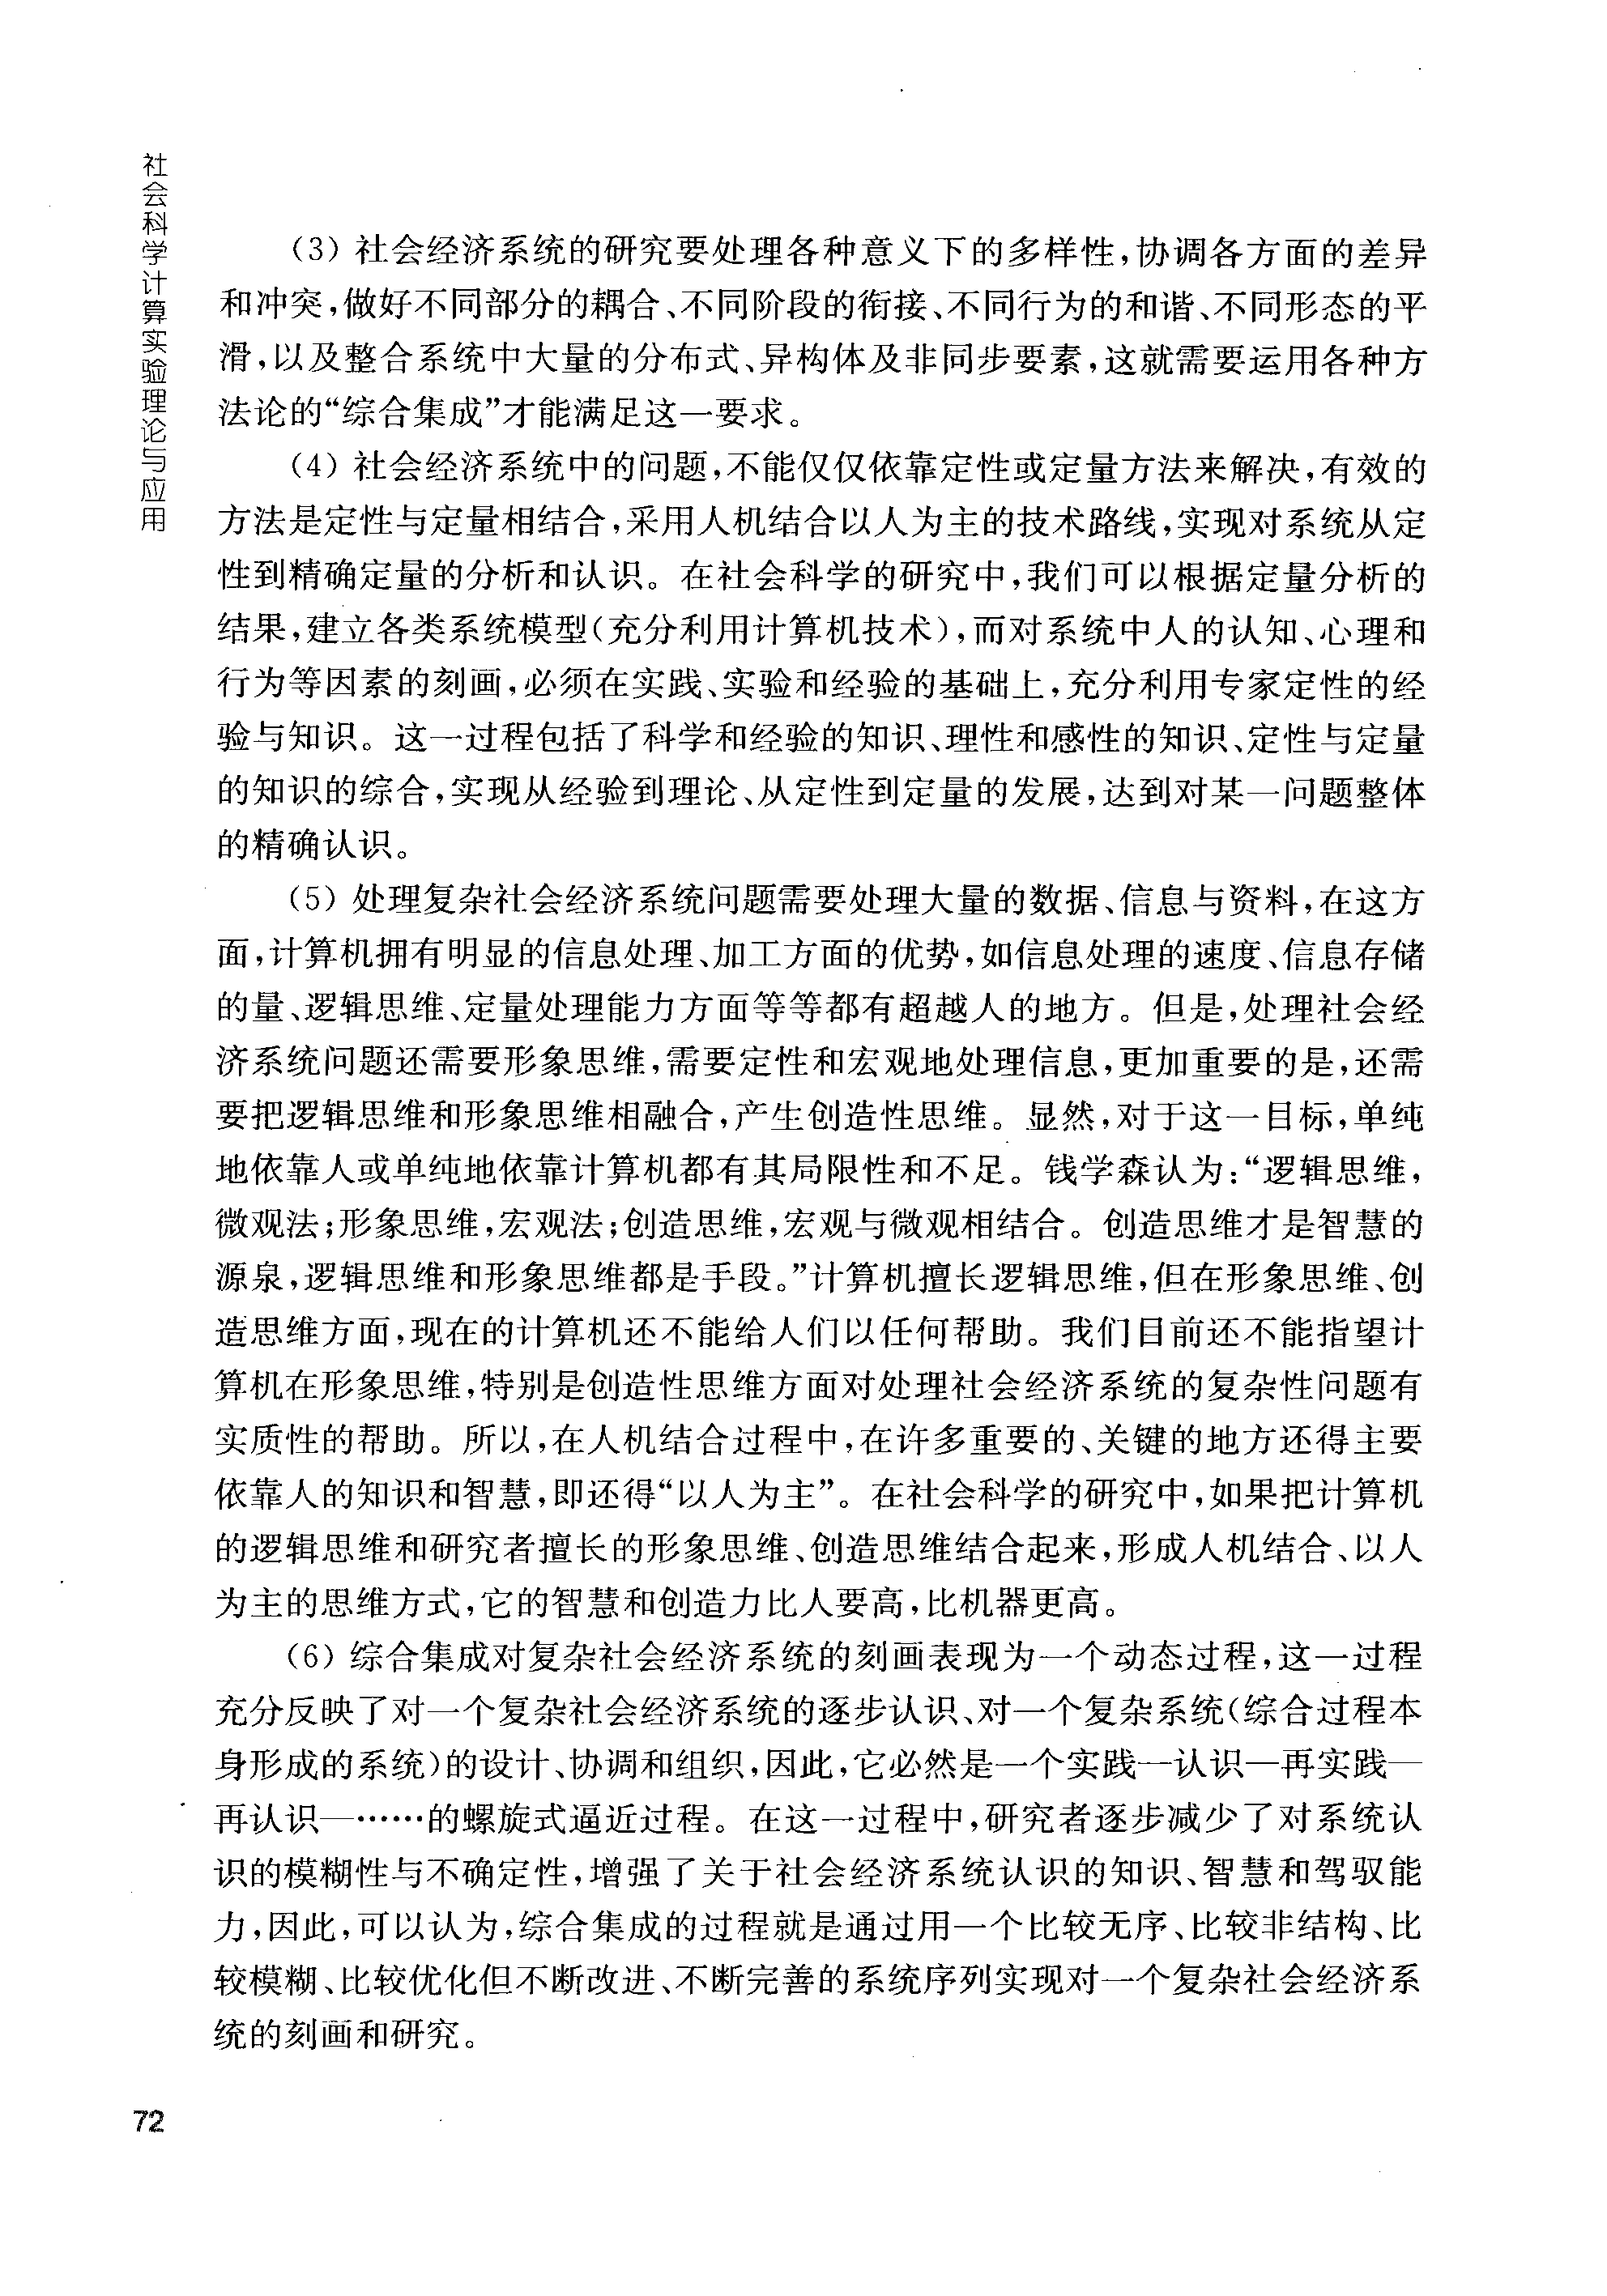 社会科学计算实验理论与应用
（3）社会经济系统的研究要处理各种意义下的多样性，协调各方面的差异
和冲突，做好不同部分的耦合、不同阶段的衔接、不同行为的和谐、不同形态的平
滑，以及整合系统中大量的分布式、异构体及非同步要素，这就需要运用各种方
法论的“综合集成”才能满足这一要求。
（4）社会经济系统中的问题，不能仅仅依靠定性或定量方法来解决，有效的
方法是定性与定量相结合，采用人机结合以人为主的技术路线，实现对系统从定
性到精确定量的分析和认识。在社会科学的研究中，我们可以根据定量分析的
结果，建立各类系统模型（充分利用计算机技术），而对系统中人的认知、心理和
行为等因素的刻画，必须在实践、实验和经验的基础上，充分利用专家定性的经
验与知识。这一过程包括了科学和经验的知识、理性和感性的知识、定性与定量
的知识的综合，实现从经验到理论、从定性到定量的发展，达到对某一问题整体
的精确认识。
（5）处理复杂社会经济系统问题需要处理大量的数据、信息与资料，在这方
面，计算机拥有明显的信息处理、加工方面的优势，如信息处理的速度、信息存储
的量、逻辑思维、定量处理能力方面等等都有超越人的地方。但是，处理社会经
济系统问题还需要形象思维，需要定性和宏观地处理信息，更加重要的是，还需
要把逻辑思维和形象思维相融合，产生创造性思维。显然，对于这一目标，单纯
地依靠人或单纯地依靠计算机都有其局限性和不足。钱学森认为：“逻辑思维，
微观法；形象思维，宏观法；创造思维，宏观与微观相结合。创造思维才是智慧的
源泉，逻辑思维和形象思维都是手段。”计算机擅长逻辑思维，但在形象思维、创
造思维方面，现在的计算机还不能给人们以任何帮助。我们目前还不能指望计
算机在形象思维，特别是创造性思维方面对处理社会经济系统的复杂性问题有
实质性的帮助。所以，在人机结合过程中，在许多重要的、关键的地方还得主要
依靠人的知识和智慧，即还得“以人为主”。在社会科学的研究中，如果把计算机
的逻辑思维和研究者擅长的形象思维、创造思维结合起来，形成人机结合、以人
为主的思维方式，它的智慧和创造力比人要高，比机器更高。
（6）综合集成对复杂社会经济系统的刻画表现为一个动态过程，这一过程
充分反映了对一个复杂社会经济系统的逐步认识、对一个复杂系统（综合过程本
身形成的系统）的设计、协调和组织，因此，它必然是一个实践—认识—再实践—
再认识—……的螺旋式逼近过程。在这一过程中，研究者逐步减少了对系统认
识的模糊性与不确定性，增强了关于社会经济系统认识的知识、智慧和驾驭能
力，因此，可以认为，综合集成的过程就是通过用一个比较无序、比较非结构、比
较模糊、比较优化但不断改进、不断完善的系统序列实现对一个复杂社会经济系
统的刻画和研究。
72